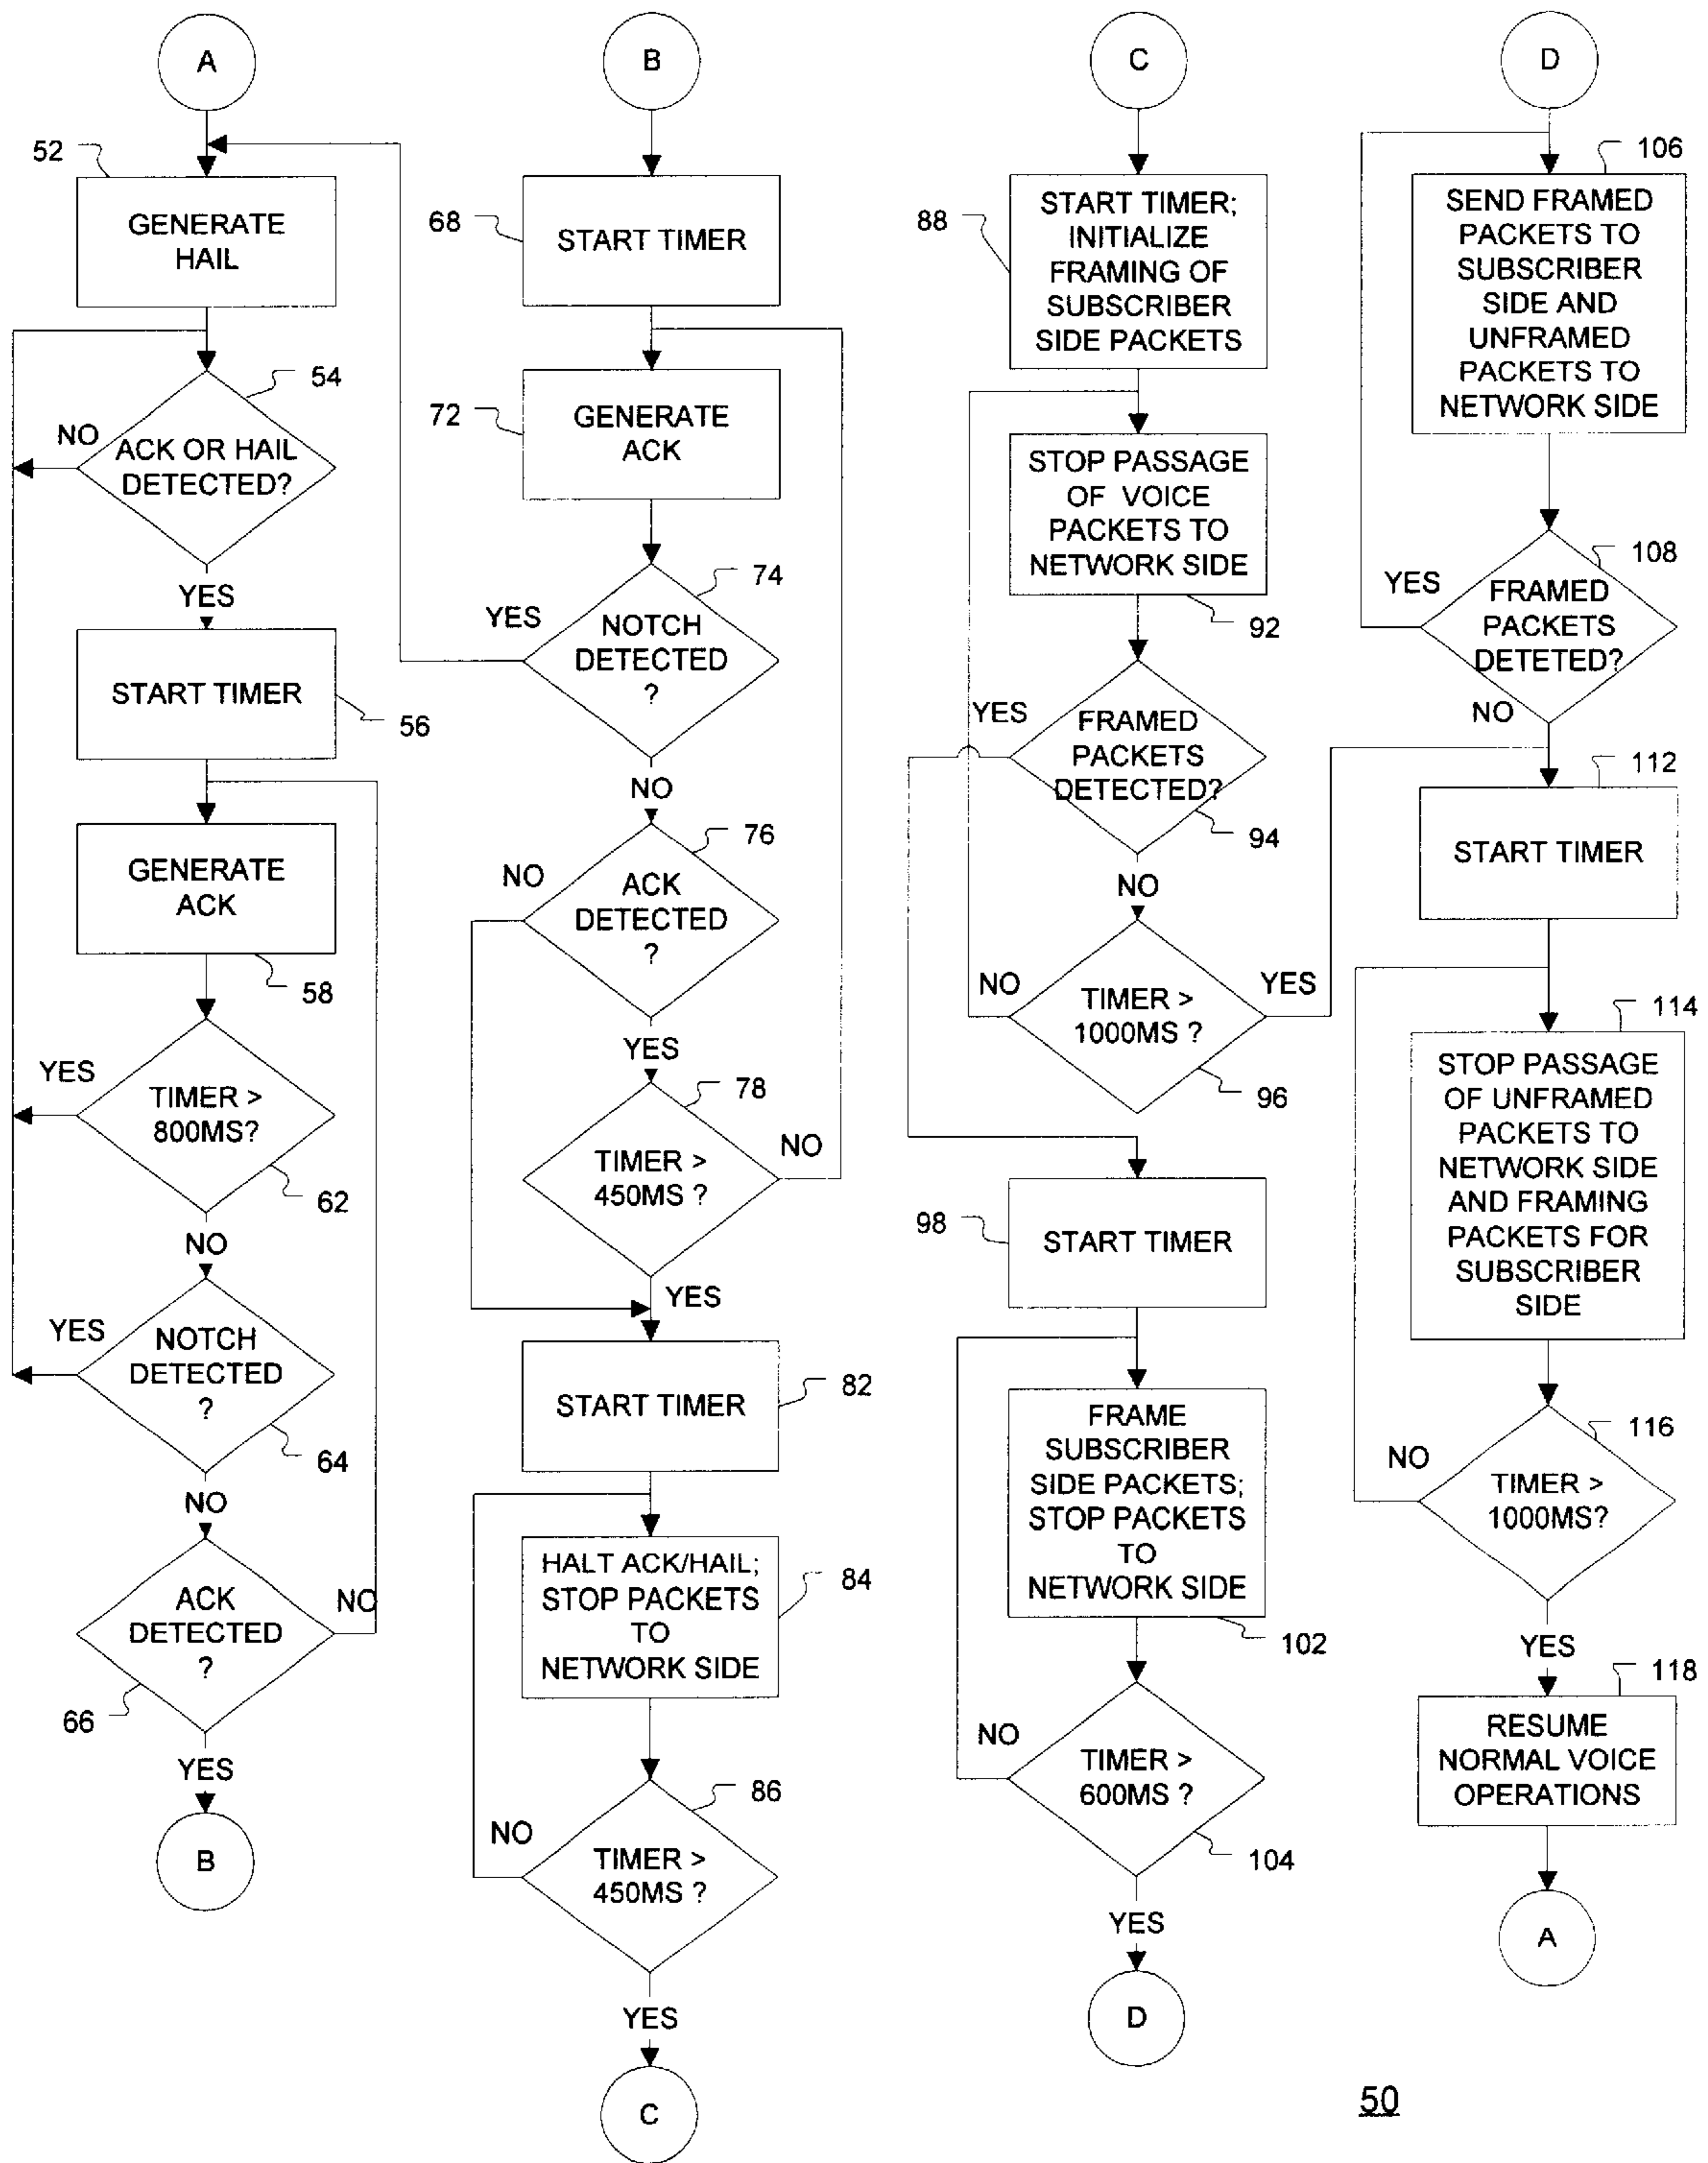 A
52
GENERATE
HAIL
54
NO
ACK OR HAIL
DETECTED?
YES
START TIMER
56
GENERATE
ACK
58
YES
TIMER >
800MS?
62
NO
YES
NOTCH
DETECTED
?
64
NO
ACK
DETECTED
?
NO
66
YES
B
B
68
START TIMER
72
GENERATE
ACK
74
YES
NOTCH
DETECTED
?
NO
76
NO
ACK
DETECTED
?
YES
78
TIMER >
450MS ?
NO
YES
START TIMER
82
HALT ACK/HAIL;
STOP PACKETS
TO
NETWORK SIDE
84
86
NO
TIMER >
450MS ?
YES
C
C
88
START TIMER;
INITIALIZE
FRAMING OF
SUBSCRIBER
SIDE PACKETS
STOP PASSAGE
OF VOICE
PACKETS TO
NETWORK SIDE
92
YES
FRAMED
PACKETS
DETECTED?
94
NO
NO
TIMER >
1000MS ?
YES
96
98
START TIMER
FRAME
SUBSCRIBER
SIDE PACKETS;
STOP PACKETS
TO
NETWORK SIDE
102
NO
TIMER >
600MS ?
104
YES
D
D
106
SEND FRAMED
PACKETS TO
SUBSCRIBER
SIDE AND
UNFRAMED
PACKETS TO
NETWORK SIDE
108
YES
FRAMED
PACKETS
DETETED?
NO
112
START TIMER
114
STOP PASSAGE
OF UNFRAMED
PACKETS TO
NETWORK SIDE
AND FRAMING
PACKETS FOR
SUBSCRIBER
SIDE
116
NO
TIMER >
1000MS?
YES
118
RESUME
NORMAL VOICE
OPERATIONS
A
50